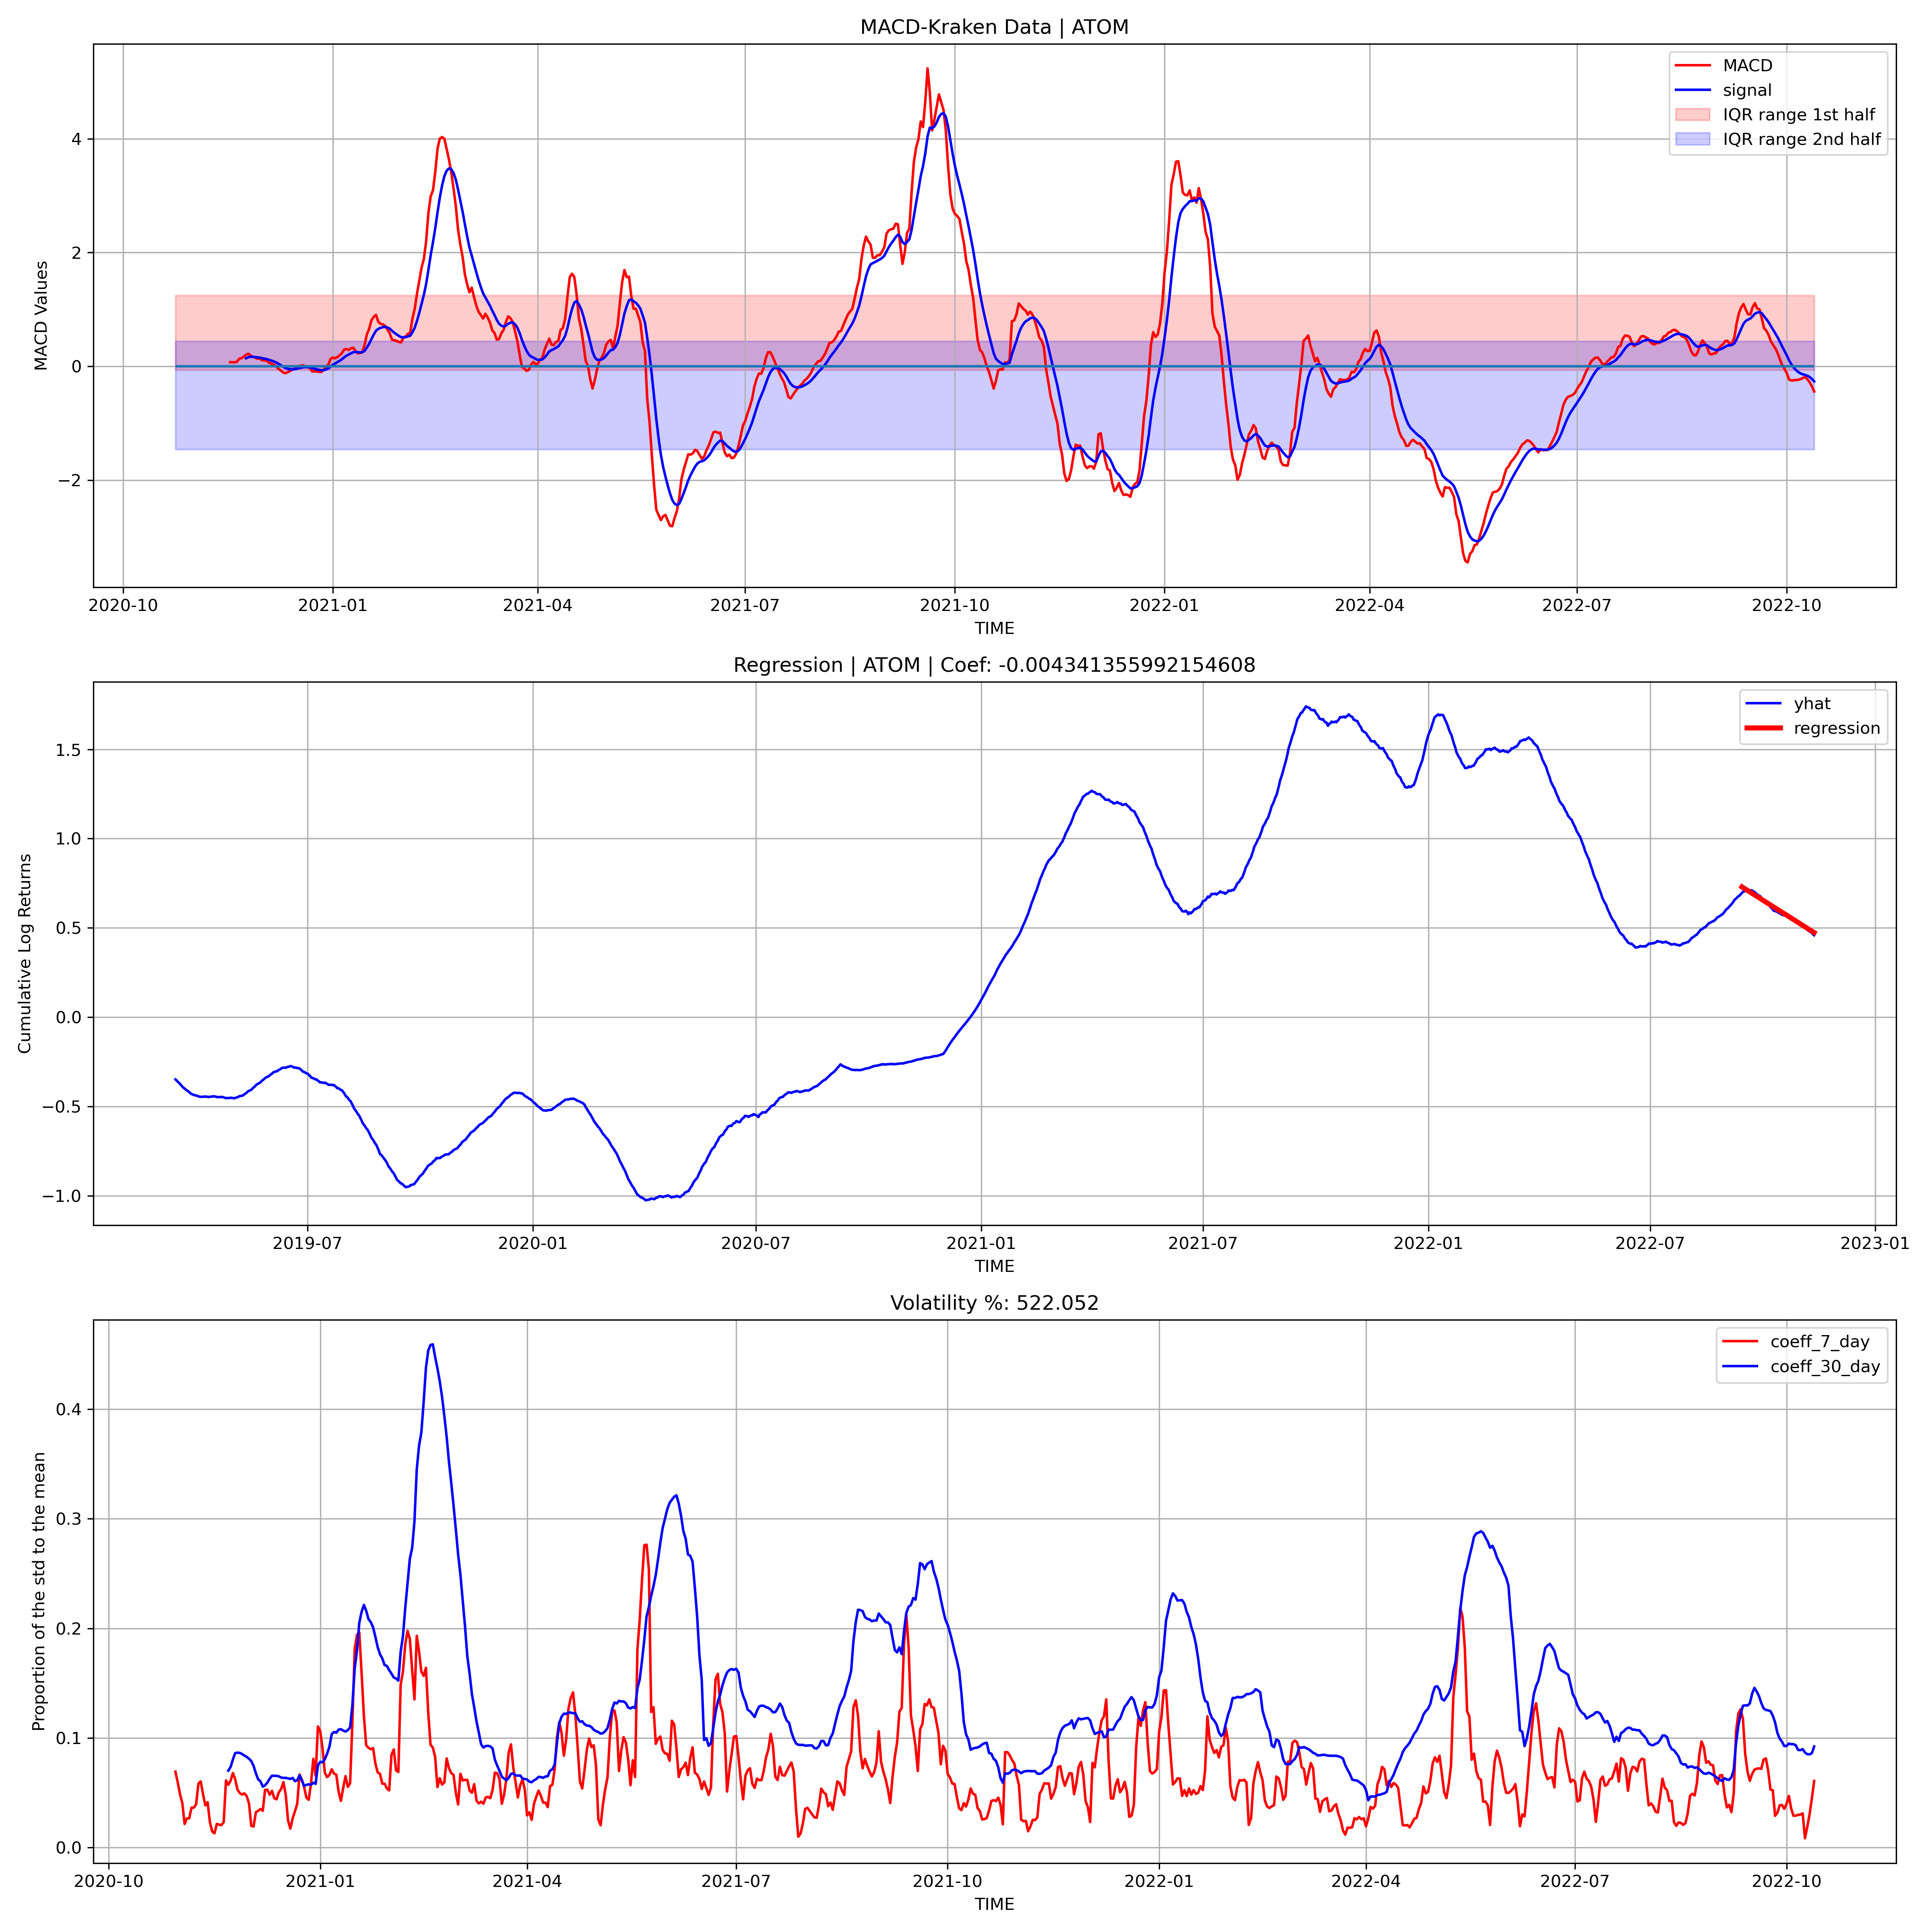 MACD-Kraken Data | ATOM
MACD
signal
IQR range 1st half
IQR range 2nd half
MACD Values
4
2
0
−2
2020-10 2021-01 2021-04 2021-07 2021-10 2022-01 2022-04 2022-07 2022-10
TIME
Regression | ATOM | Coef: -0.004341355992154608
yhat
regression
Cumulative Log Returns
1.5
1.0
0.5
0.0
−0.5
−1.0
2019-07 2020-01 2020-07 2021-01 2021-07 2022-01 2022-07 2023-01
TIME
Volatility %: 522.052
coeff_7_day
coeff_30_day
Proportion of the std to the mean
0.4
0.3
0.2
0.1
0.0
2020-10 2021-01 2021-04 2021-07 2021-10 2022-01 2022-04 2022-07 2022-10
TIME